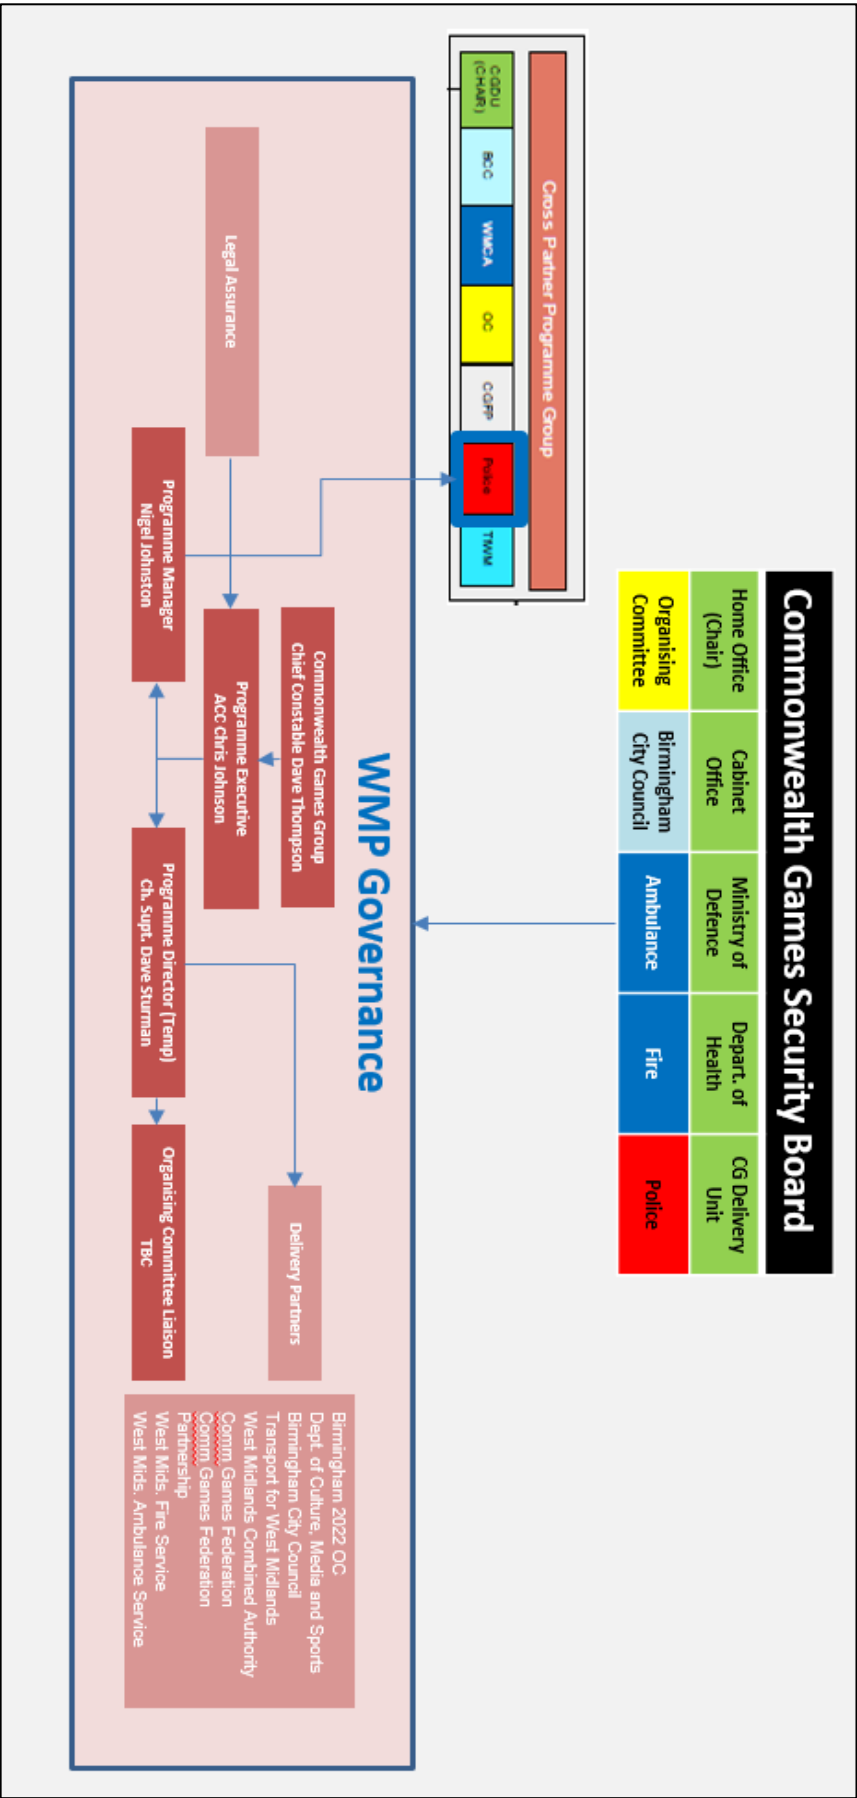 Commonwealth Games Security Board
Home Office
(Chair)
Cabinet
Office
Ministry of
Defence
Depart. of
Health
CG Delivery
Unit
Organising
Committee
Birmingham
City Council
Ambulance
Fire
Police
Cross Partner Programme Group
CGDU
(CHAIR)
BCC
WMCA
OC
CGFP
Police
TfWM
WMP Governance
Commonwealth Games Group
Chief Constable Dave Thompson
Legal Assurance
Programme Executive
ACC Chris Johnson
Delivery Partners
Programme Manager
Nigel Johnston
Programme Director (Temp)
Ch. Supt. Dave Sturman
Organising Committee Liaison
TBC
Birmingham 2022 OC
Dept. of Culture, Media and Sports
Birmingham City Council
Transport for West Midlands
West Midlands Combined Authority
Comm Games Federation
Comm Games Federation
Partnership
West Mids. Fire Service
West Mids. Ambulance Service